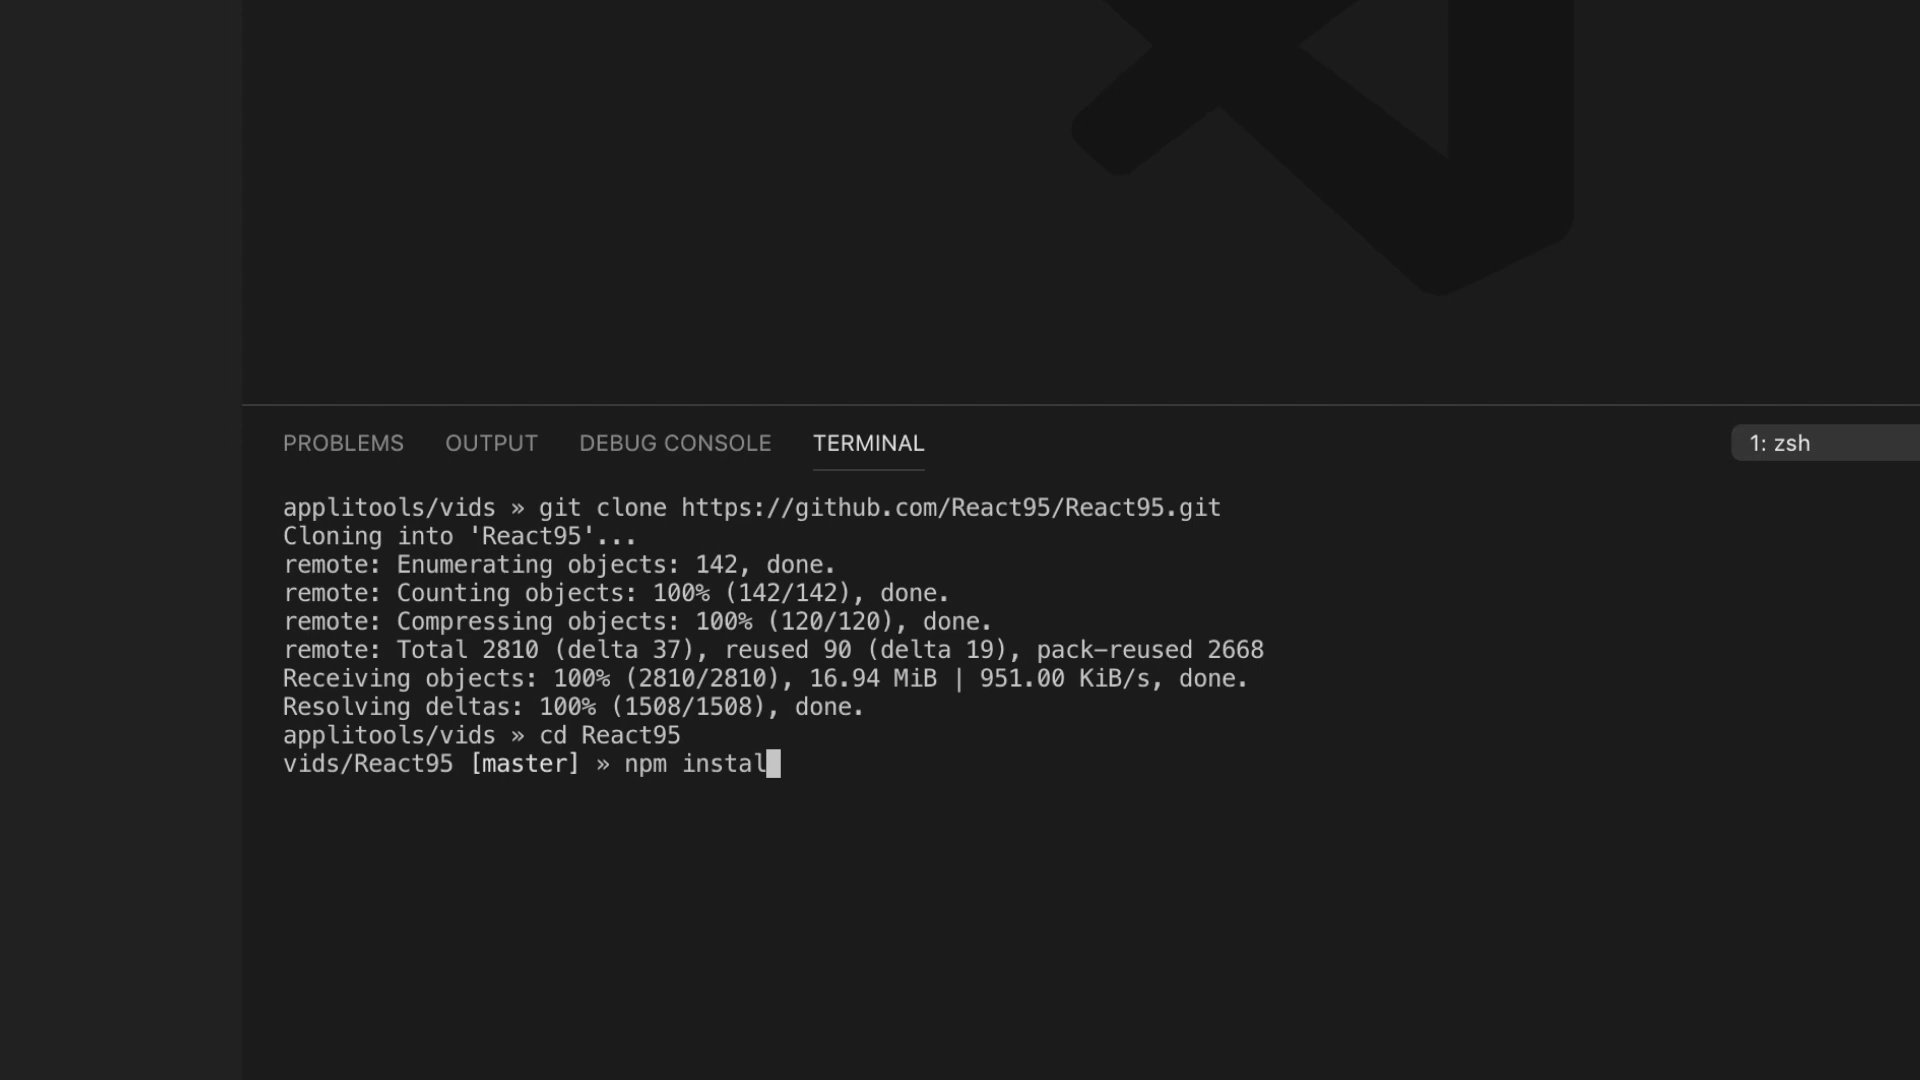 PROBLEMS OUTPUT DEBUG CONSOLE TERMINAL 1: zsh
applitools/vids » git clone https://github.com/React95/React95.git
Cloning into 'React95'...
remote: Enumerating objects: 142, done.
remote: Counting objects: 100% (142/142), done.
remote: Compressing objects: 100% (120/120), done.
remote: Total 2810 (delta 37), reused 90 (delta 19), pack-reused 2668
Receiving objects: 100% (2810/2810), 16.94 MiB | 951.00 KiB/s, done.
Resolving deltas: 100% (1508/1508), done.
applitools/vids » cd React95
vids/React95 [master] » npm instal